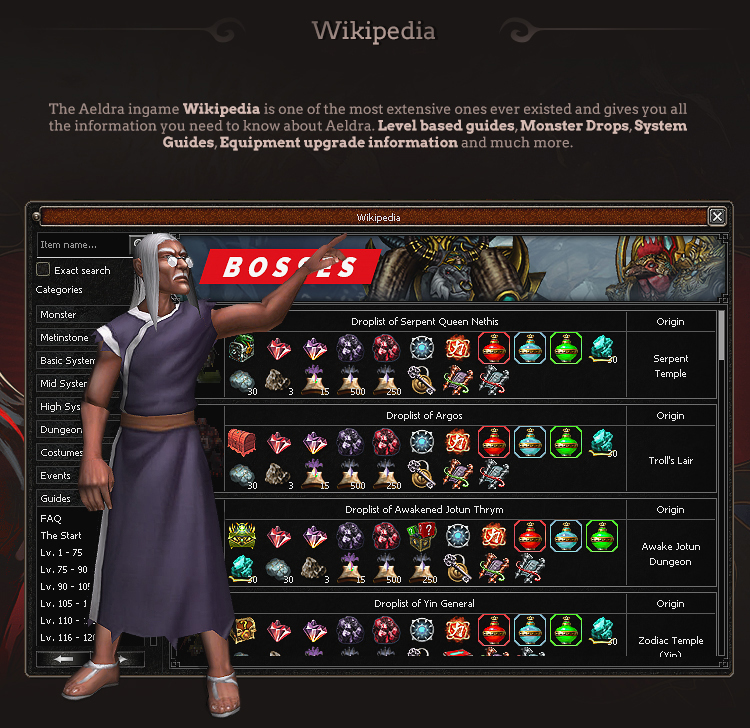 Wikipedia
The Aeldra ingame Wikipedia is one of the most extensive ones ever existed and gives you all
the information you need to know about Aeldra. Level based guides, Monster Drops, System
Guides, Equipment upgrade information and much more.
Wikipedia
Item name...
Exact search
Categories
Monster
Metinstone
Basic System
Mid System
High Sys
Dungeon
Costumes
Events
Guides
FAQ
The Start
Lv. 1 - 75
Lv. 75 - 90
Lv. 90 - 105
Lv. 105 - 1
Lv. 110 -
Lv. 116 - 12
BOSSES
Droplist of Serpent Queen Nethis
Origin
30
Serpent
Temple
30 3 15 500 250
Droplist of Argos
Origin
30
Troll's Lair
30 3 15 500 250
Droplist of Awakened Jotun Thrym
Origin
Awake Jotun
Dungeon
30 30 3 15 500 250
Droplist of Yin General
Origin
30
Zodiac Temple
(Yin)